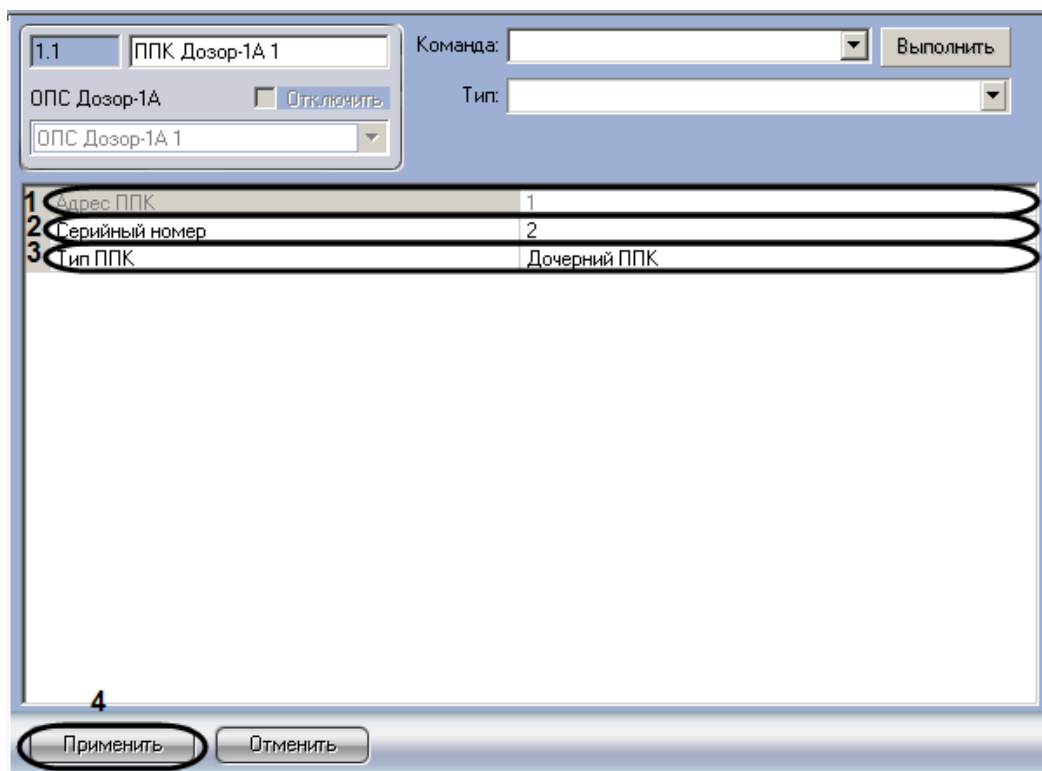 1.1 ППК Дозор-1А 1 Команда: Выполнить
ОПС Дозор-1А Отключить Тип:
ОПС Дозор-1А 1
1 Адрес ППК 1
2 Серийный номер 2
3 Тип ППК Дочерний ППК
4
Применить Отменить